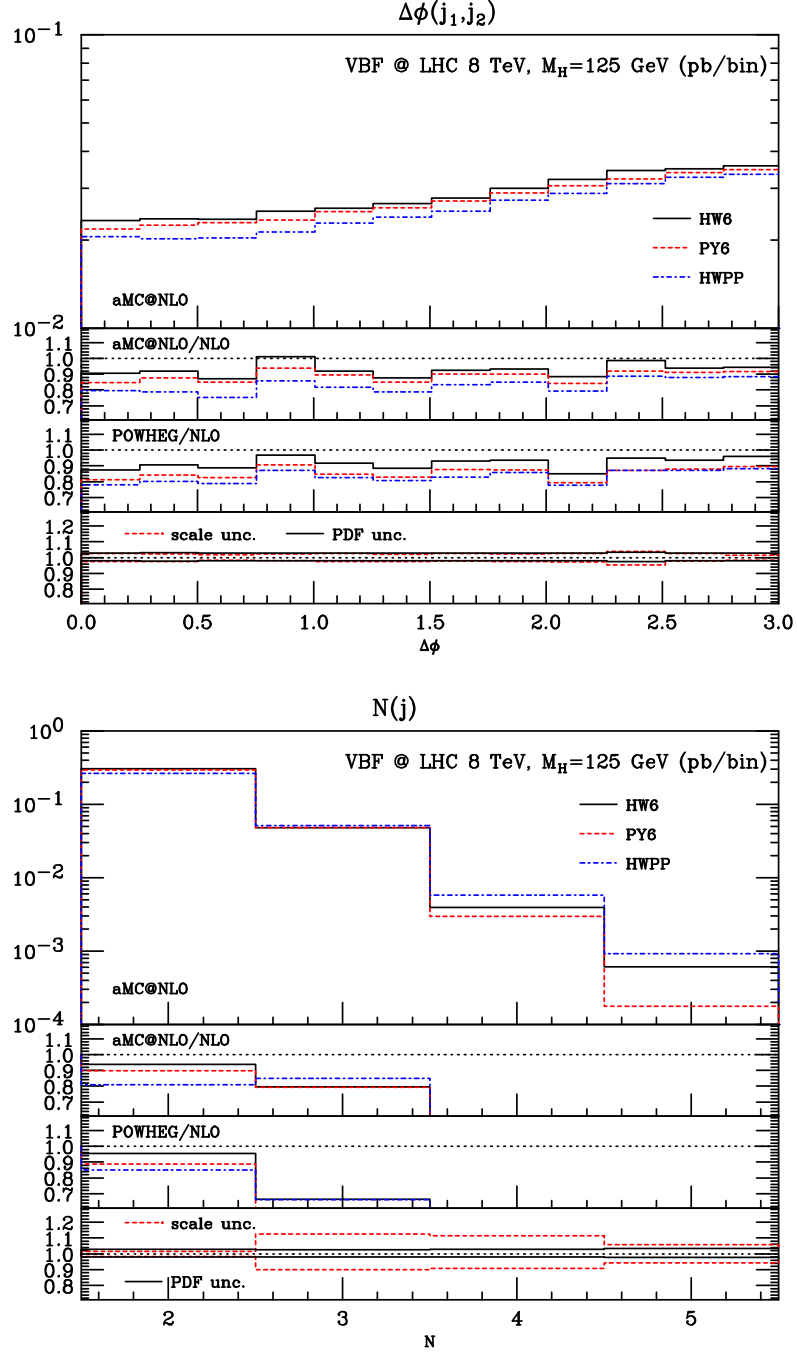 Δϕ(j₁,j₂)
10⁻¹
VBF @ LHC 8 TeV, M_H=125 GeV (pb/bin)
HW6
PY6
HWPP
aMC@NLO
10⁻²
aMC@NLO/NLO
1.1
1.0
0.9
0.8
0.7
POWHEG/NLO
1.1
1.0
0.9
0.8
0.7
scale unc. PDF unc.
1.2
1.1
1.0
0.9
0.8
0.0 0.5 1.0 1.5 2.0 2.5 3.0
Δϕ
N(j)
10⁰
VBF @ LHC 8 TeV, M_H=125 GeV (pb/bin)
10⁻¹
HW6
PY6
HWPP
10⁻²
10⁻³
aMC@NLO
10⁻⁴
aMC@NLO/NLO
1.1
1.0
0.9
0.8
0.7
POWHEG/NLO
1.1
1.0
0.9
0.8
0.7
scale unc.
1.2
1.1
1.0
0.9
0.8
PDF unc.
2 3 4 5
N